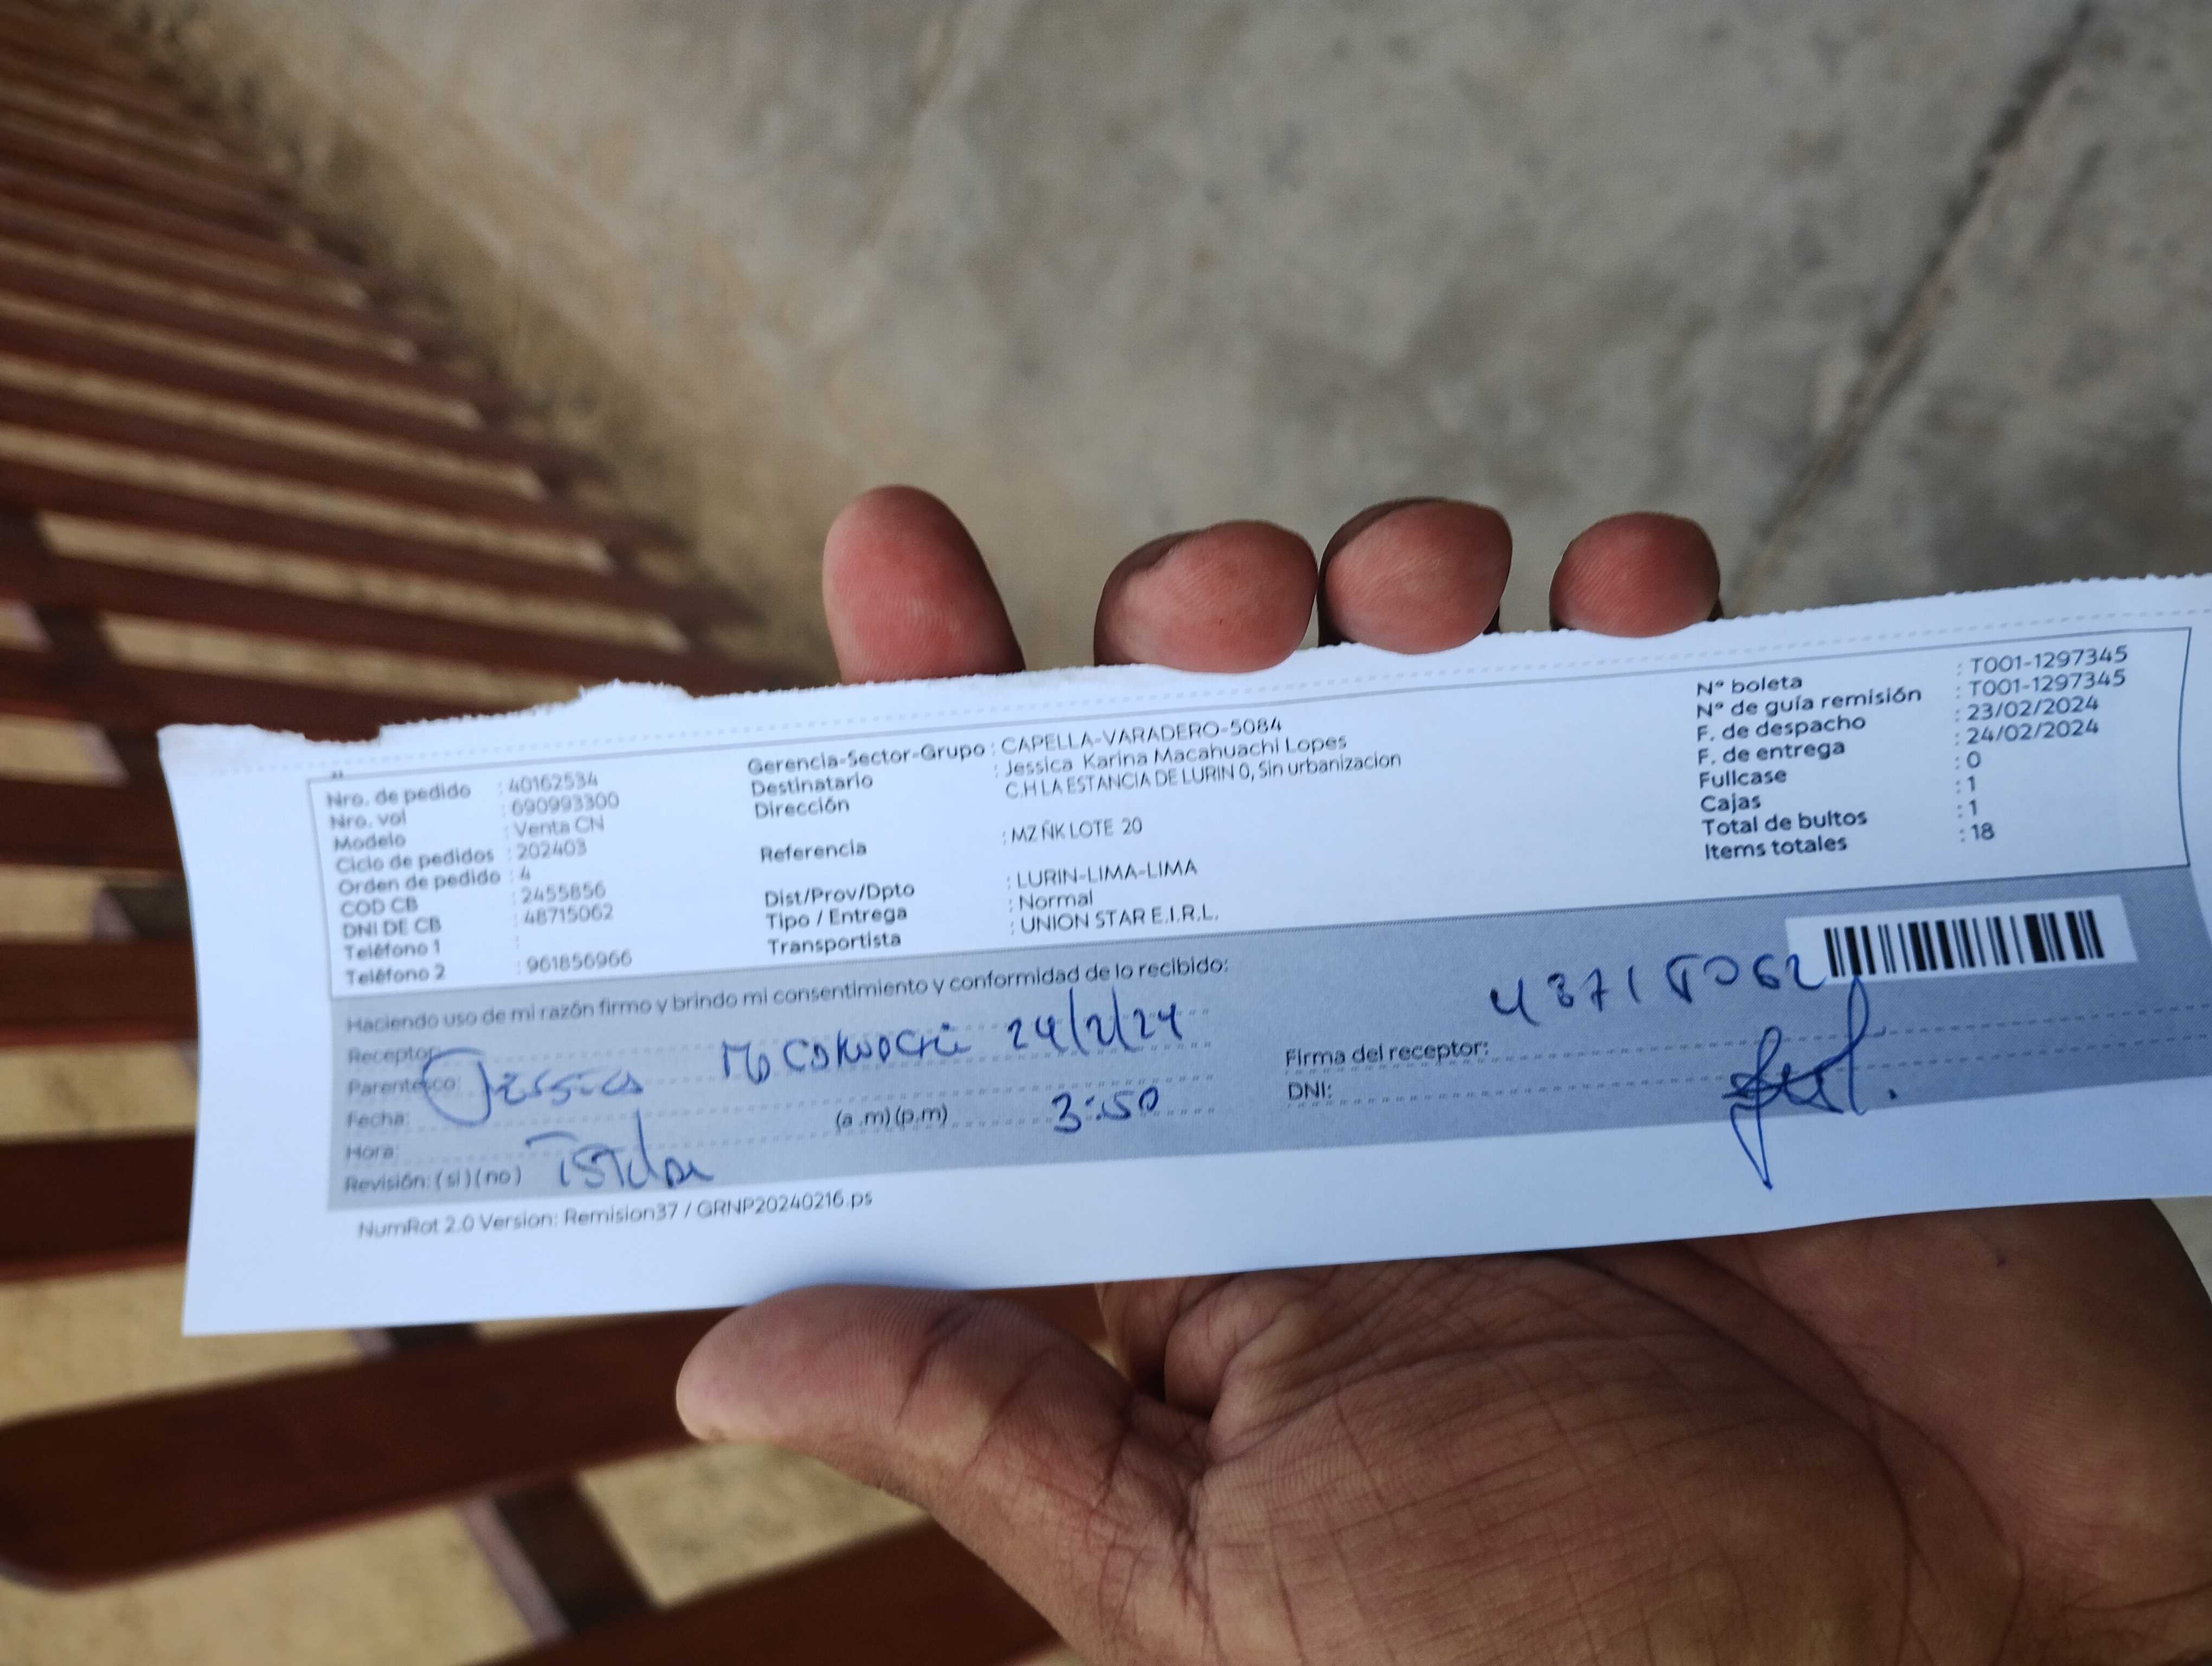 Nro. de pedido : 40162534
Nro. vol : 690993300
Modelo : Venta CN
Ciclo de pedidos : 202403
Orden de pedido : 4
COD CB : 2455856
DNI DE CB : 48715062
Teléfono 1 :
Teléfono 2 : 961856966
Gerencia-Sector-Grupo : CAPELLA-VARADERO-5084
Destinatario : Jessica Karina Macahuachi Lopes
Dirección C.H LA ESTANCIA DE LURIN 0, Sin urbanizacion
Referencia : MZ ÑK LOTE 20
Dist/Prov/Dpto : LURIN-LIMA-LIMA
Tipo / Entrega : Normal
Transportista : UNION STAR E.I.R.L.
N° boleta : T001-1297345
N° de guía remisión : T001-1297345
F. de despacho : 23/02/2024
F. de entrega : 24/02/2024
Fullcase : 0
Cajas : 1
Total de bultos : 1
Items totales : 18
Haciendo uso de mi razón firmo y brindo mi consentimiento y conformidad de lo recibido:
Receptor:
Parentesco: Jessica 24/2/24
Fecha:
Hora: (a .m) (p.m) 3:50
Revisión: (si) (no)
Firma del receptor: 48715062
DNI:
NumRot 2.0 Version: Remision37 / GRNP20240216.ps